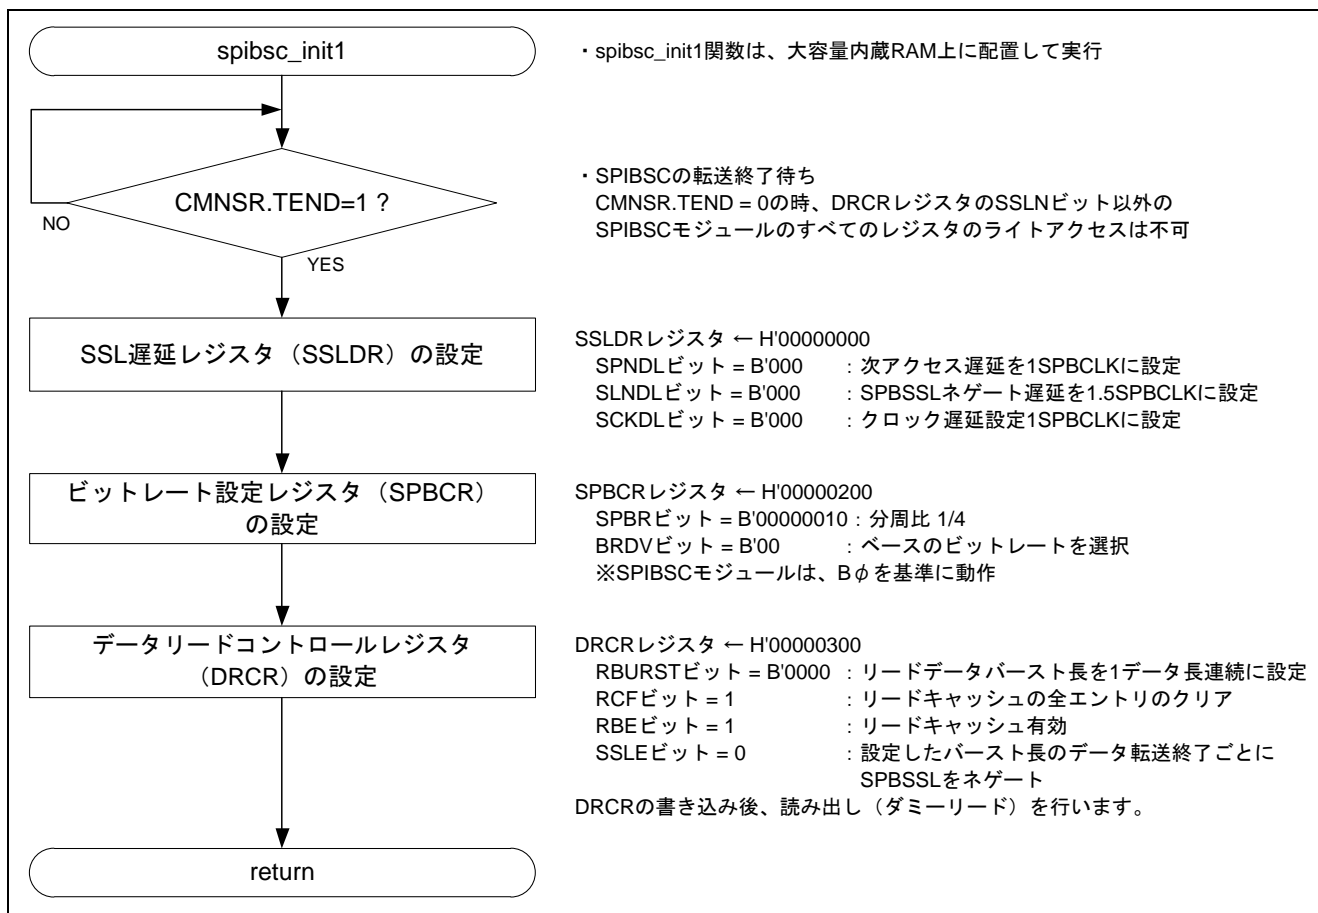 spibsc_init1
・spibsc_init1関数は、大容量内蔵RAM上に配置して実行
CMNSR.TEND=1 ?
NO
YES
・SPIBSCの転送終了待ち
CMNSR.TEND = 0の時、DRCRレジスタのSSLNビット以外の
SPIBSCモジュールのすべてのレジスタのライトアクセスは不可
SSL遅延レジスタ（SSLDR）の設定
SSLDRレジスタ ← H'00000000
SPNDLビット = B'000 : 次アクセス遅延を1SPBCLKに設定
SLNDLビット = B'000 : SPBSSLネゲート遅延を1.5SPBCLKに設定
SCKDLビット = B'000 : クロック遅延設定1SPBCLKに設定
ビットレート設定レジスタ（SPBCR）
の設定
SPBCRレジスタ ← H'00000200
SPBRビット = B'00000010 : 分周比 1/4
BRDVビット = B'00 : ベースのビットレートを選択
※SPIBSCモジュールは、Bφを基準に動作
データリードコントロールレジスタ
（DRCR）の設定
DRCRレジスタ ← H'00000300
RBURSTビット = B'0000 : リードデータバースト長を1データ長連続に設定
RCFビット = 1 : リードキャッシュの全エントリのクリア
RBEビット = 1 : リードキャッシュ有効
SSLEビット = 0 : 設定したバースト長のデータ転送終了ごとに
SPBSSLをネゲート
DRCRの書き込み後、読み出し（ダミーリード）を行います。
return